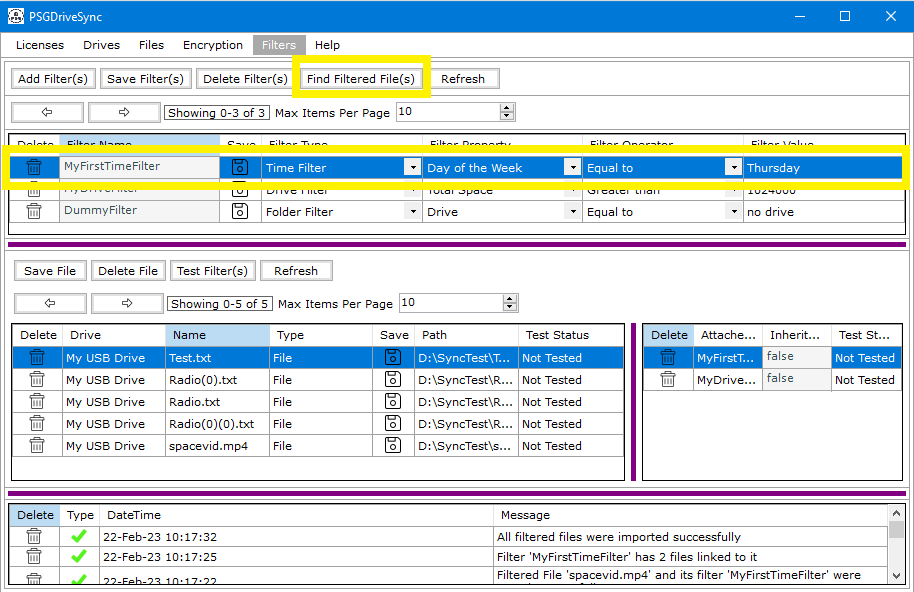 PSGDriveSync
Licenses Drives Files Encryption Filters Help
Add Filter(s) Save Filter(s) Delete Filter(s) Find Filtered File(s) Refresh
Showing 0-3 of 3 Max Items Per Page 10
Delete Filter Name Save Filter Type Filter Property Filter Operator Filter Value
MyFirstTimeFilter Time Filter Day of the Week Equal to Thursday
MyDriveFilter Drive Filter Total Space Greater than 1024000
DummyFilter Folder Filter Drive Equal to no drive
Save File Delete File Test Filter(s) Refresh
Showing 0-5 of 5 Max Items Per Page 10
Delete Drive Name Type Save Path Test Status Delete Attache... Inherit... Test St...
My USB Drive Test.txt File D:\SyncTest\T... Not Tested MyFirstT... false Not Tested
My USB Drive Radio(0).txt File D:\SyncTest\R... Not Tested MyDrive... false Not Tested
My USB Drive Radio.txt File D:\SyncTest\R... Not Tested
My USB Drive Radio(0)(0).txt File D:\SyncTest\R... Not Tested
My USB Drive spacevid.mp4 File D:\SyncTest\s... Not Tested
Delete Type DateTime Message
22-Feb-23 10:17:32 All filtered files were imported successfully
22-Feb-23 10:17:25 Filter 'MyFirstTimeFilter' has 2 files linked to it
22-Feb-23 10:17:22 Filtered File 'spacevid.mp4' and its filter 'MyFirstTimeFilter' were